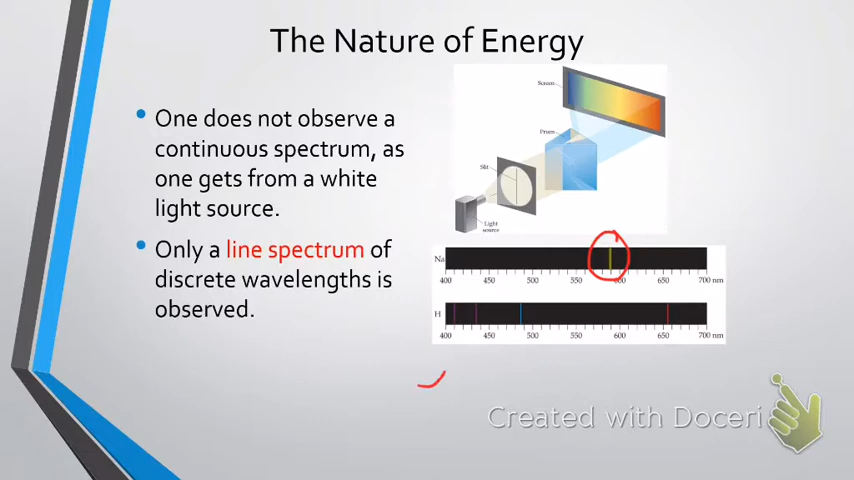 The Nature of Energy
One does not observe a
continuous spectrum, as
one gets from a white
light source.
Only a line spectrum of
discrete wavelengths is
observed.
Screen
Prism
Slit
Light
source
Na
400 450 500 550 600 650 700 nm
H
400 450 500 550 600 650 700 nm
Created with Doceri